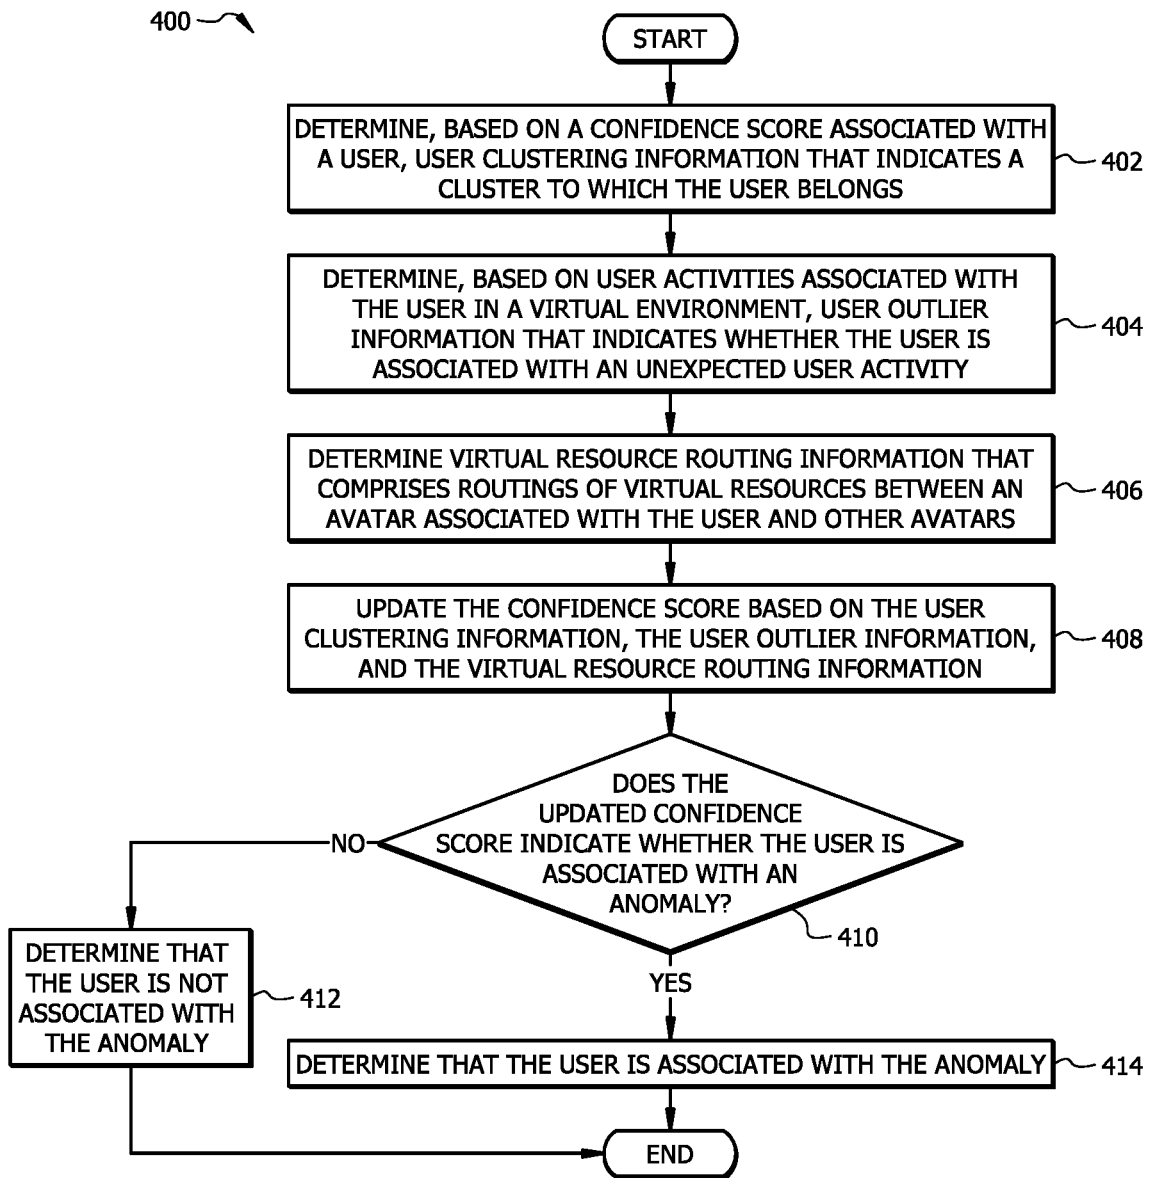 400
START
DETERMINE, BASED ON A CONFIDENCE SCORE ASSOCIATED WITH
A USER, USER CLUSTERING INFORMATION THAT INDICATES A
CLUSTER TO WHICH THE USER BELONGS
402
DETERMINE, BASED ON USER ACTIVITIES ASSOCIATED WITH
THE USER IN A VIRTUAL ENVIRONMENT, USER OUTLIER
INFORMATION THAT INDICATES WHETHER THE USER IS
ASSOCIATED WITH AN UNEXPECTED USER ACTIVITY
404
DETERMINE VIRTUAL RESOURCE ROUTING INFORMATION THAT
COMPRISES ROUTINGS OF VIRTUAL RESOURCES BETWEEN AN
AVATAR ASSOCIATED WITH THE USER AND OTHER AVATARS
406
UPDATE THE CONFIDENCE SCORE BASED ON THE USER
CLUSTERING INFORMATION, THE USER OUTLIER INFORMATION,
AND THE VIRTUAL RESOURCE ROUTING INFORMATION
408
DOES THE
UPDATED CONFIDENCE
SCORE INDICATE WHETHER THE USER IS
ASSOCIATED WITH AN
ANOMALY?
410
NO
DETERMINE THAT
THE USER IS NOT
ASSOCIATED WITH
THE ANOMALY
412
YES
DETERMINE THAT THE USER IS ASSOCIATED WITH THE ANOMALY
414
END